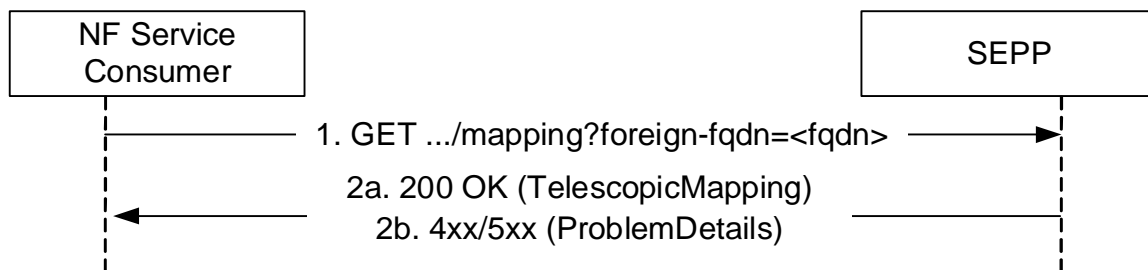 NF Service
Consumer
SEPP
1. GET .../mapping?foreign-fqdn=<fqdn>
2a. 200 OK (TelescopicMapping)
2b. 4xx/5xx (ProblemDetails)